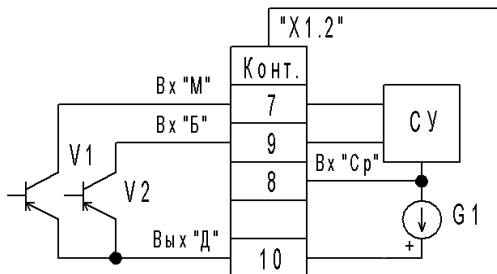 "X1.2"
Конт.
Вх "М"
7
Вх "Б"
9
СУ
V1
8
Вх "Ср"
V2
G1
Вых "Д"
10
+